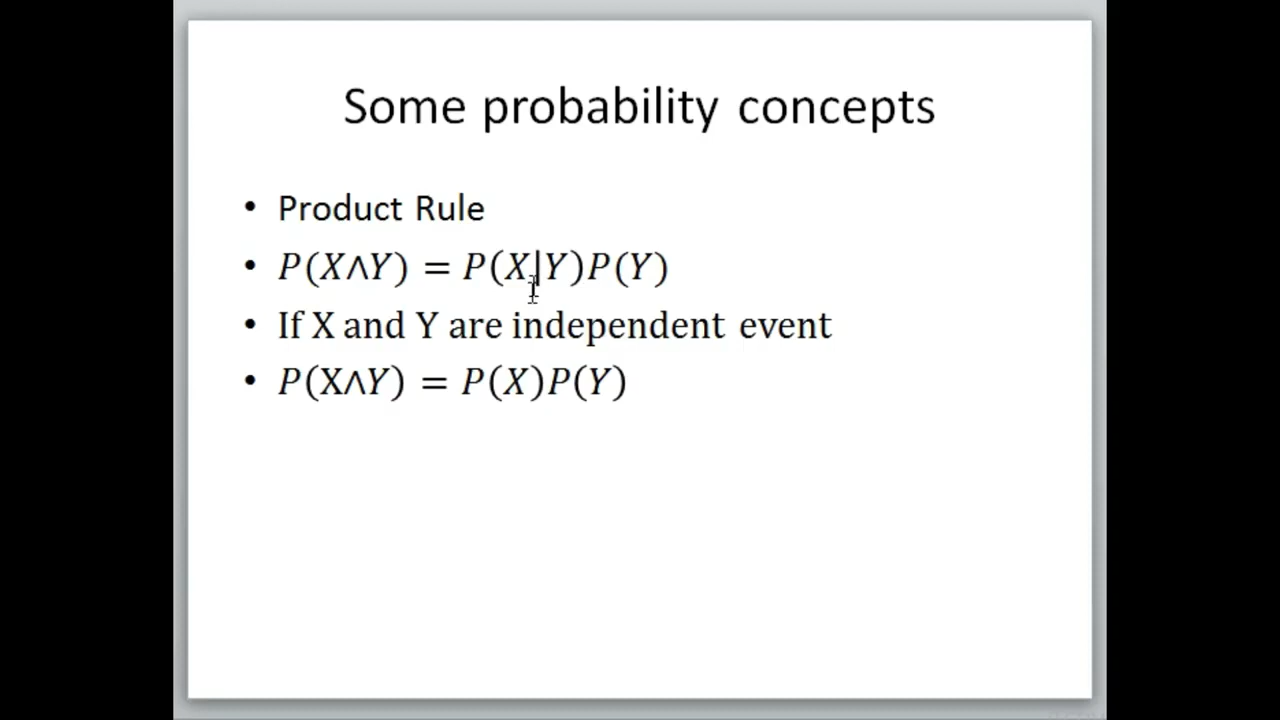 Some probability concepts
• Product Rule
• P(X∧Y) = P(X|Y)P(Y)
• If X and Y are independent event
• P(X∧Y) = P(X)P(Y)